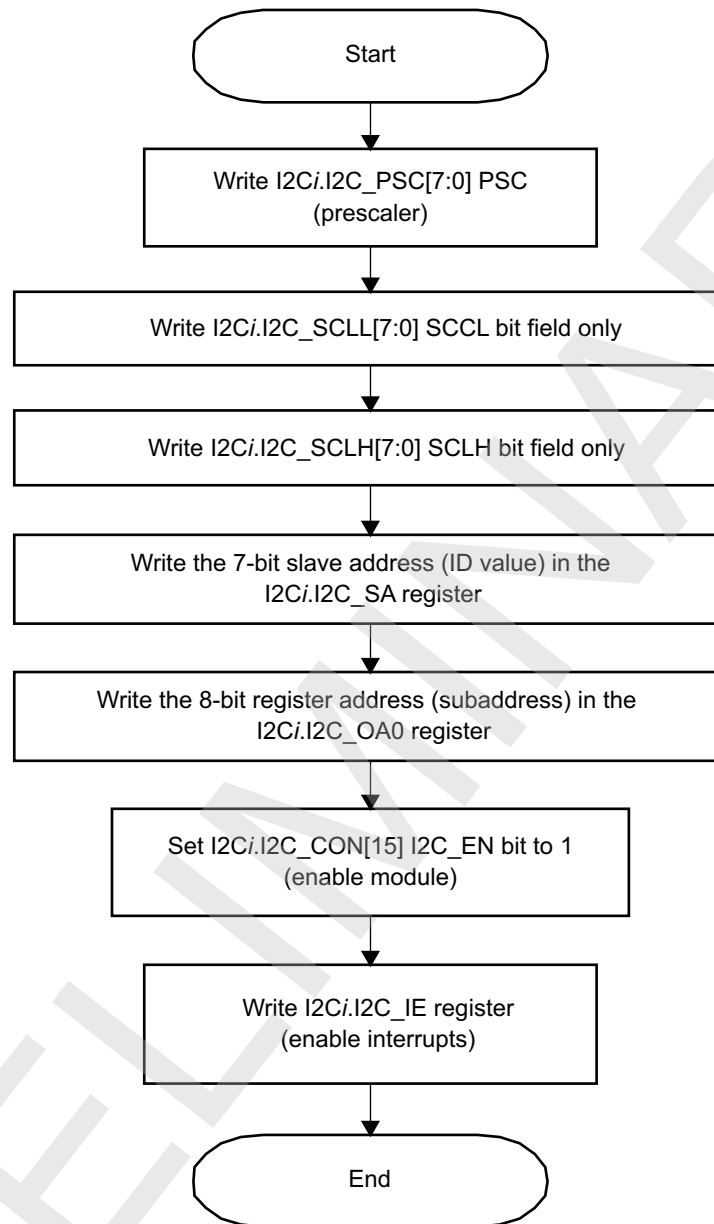 Start
Write I2Ci.I2C_PSC[7:0] PSC
(prescaler)
Write I2Ci.I2C_SCLL[7:0] SCCL bit field only
Write I2Ci.I2C_SCLH[7:0] SCLH bit field only
Write the 7-bit slave address (ID value) in the
I2Ci.I2C_SA register
Write the 8-bit register address (subaddress) in the
I2Ci.I2C_OA0 register
Set I2Ci.I2C_CON[15] I2C_EN bit to 1
(enable module)
Write I2Ci.I2C_IE register
(enable interrupts)
End
ELIMINA